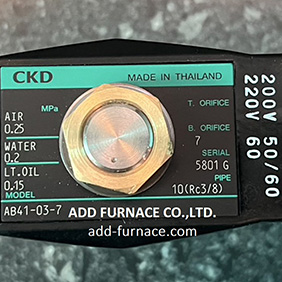 CKD
MADE IN THAILAND
MPa
AIR
0.25
WATER
0.2
LT.OIL
0.15
MODEL
AB41-03-7
T. ORIFICE
B. ORIFICE
7
SERIAL
5801 G
PIPE
10(Rc3/8)
200V 50/60
220V 60
ADD FURNACE CO.,LTD.
add-furnace.com